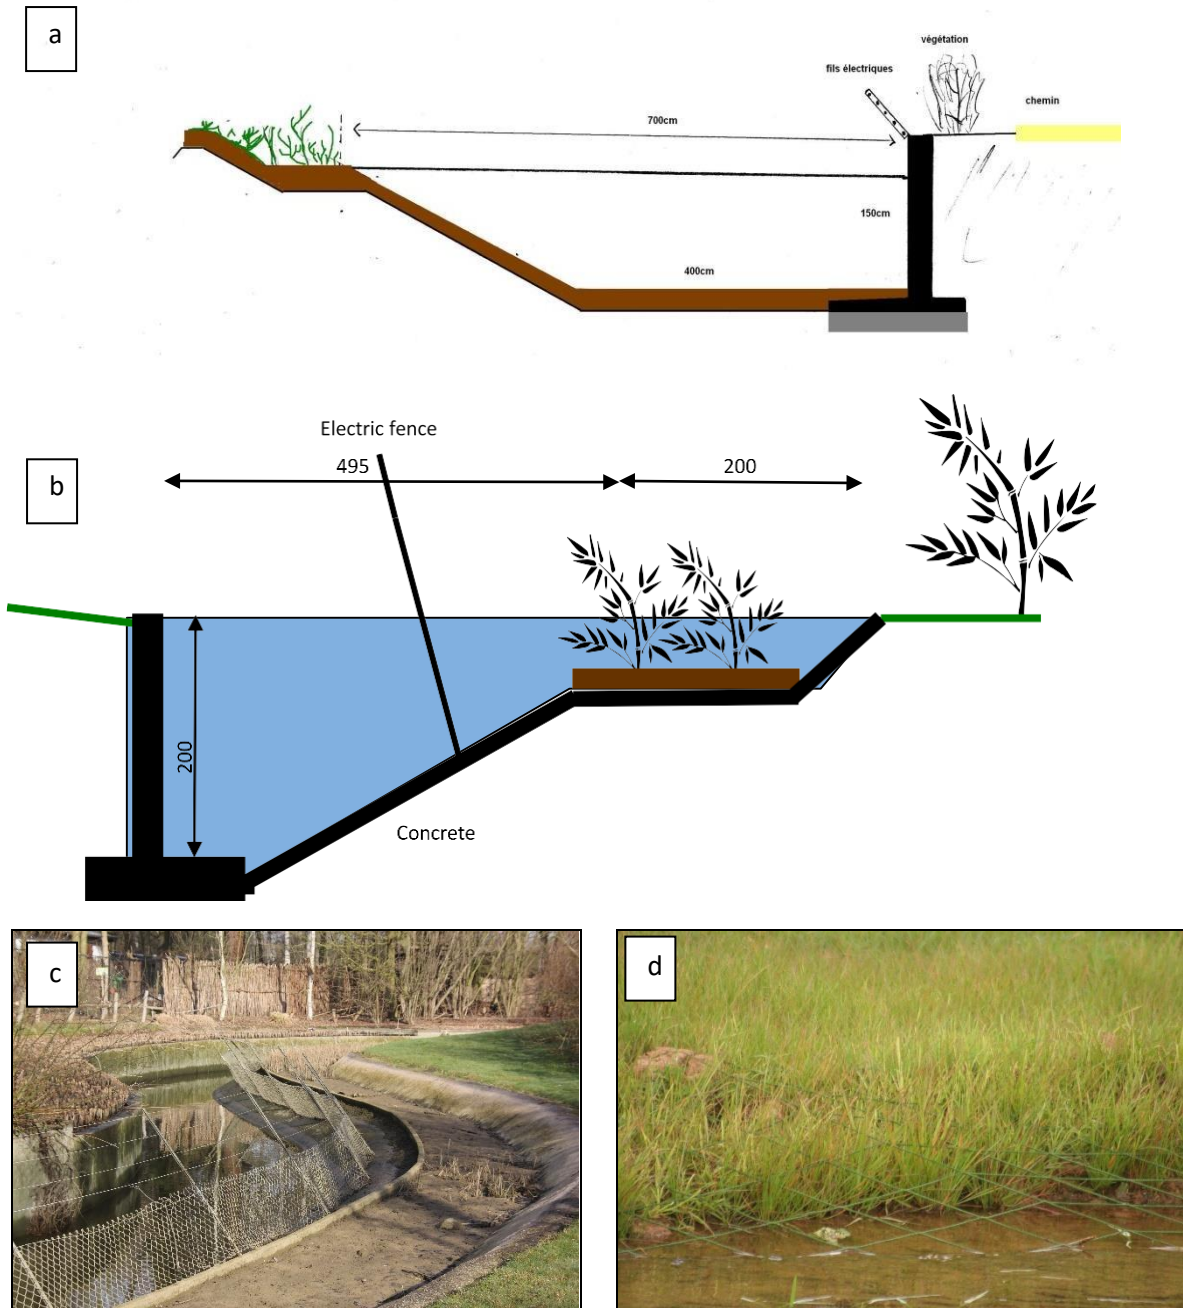 a
végétation
fils électriques
chemin
700cm
150cm
400cm
Electric fence
495
200
b
200
Concrete
c
d